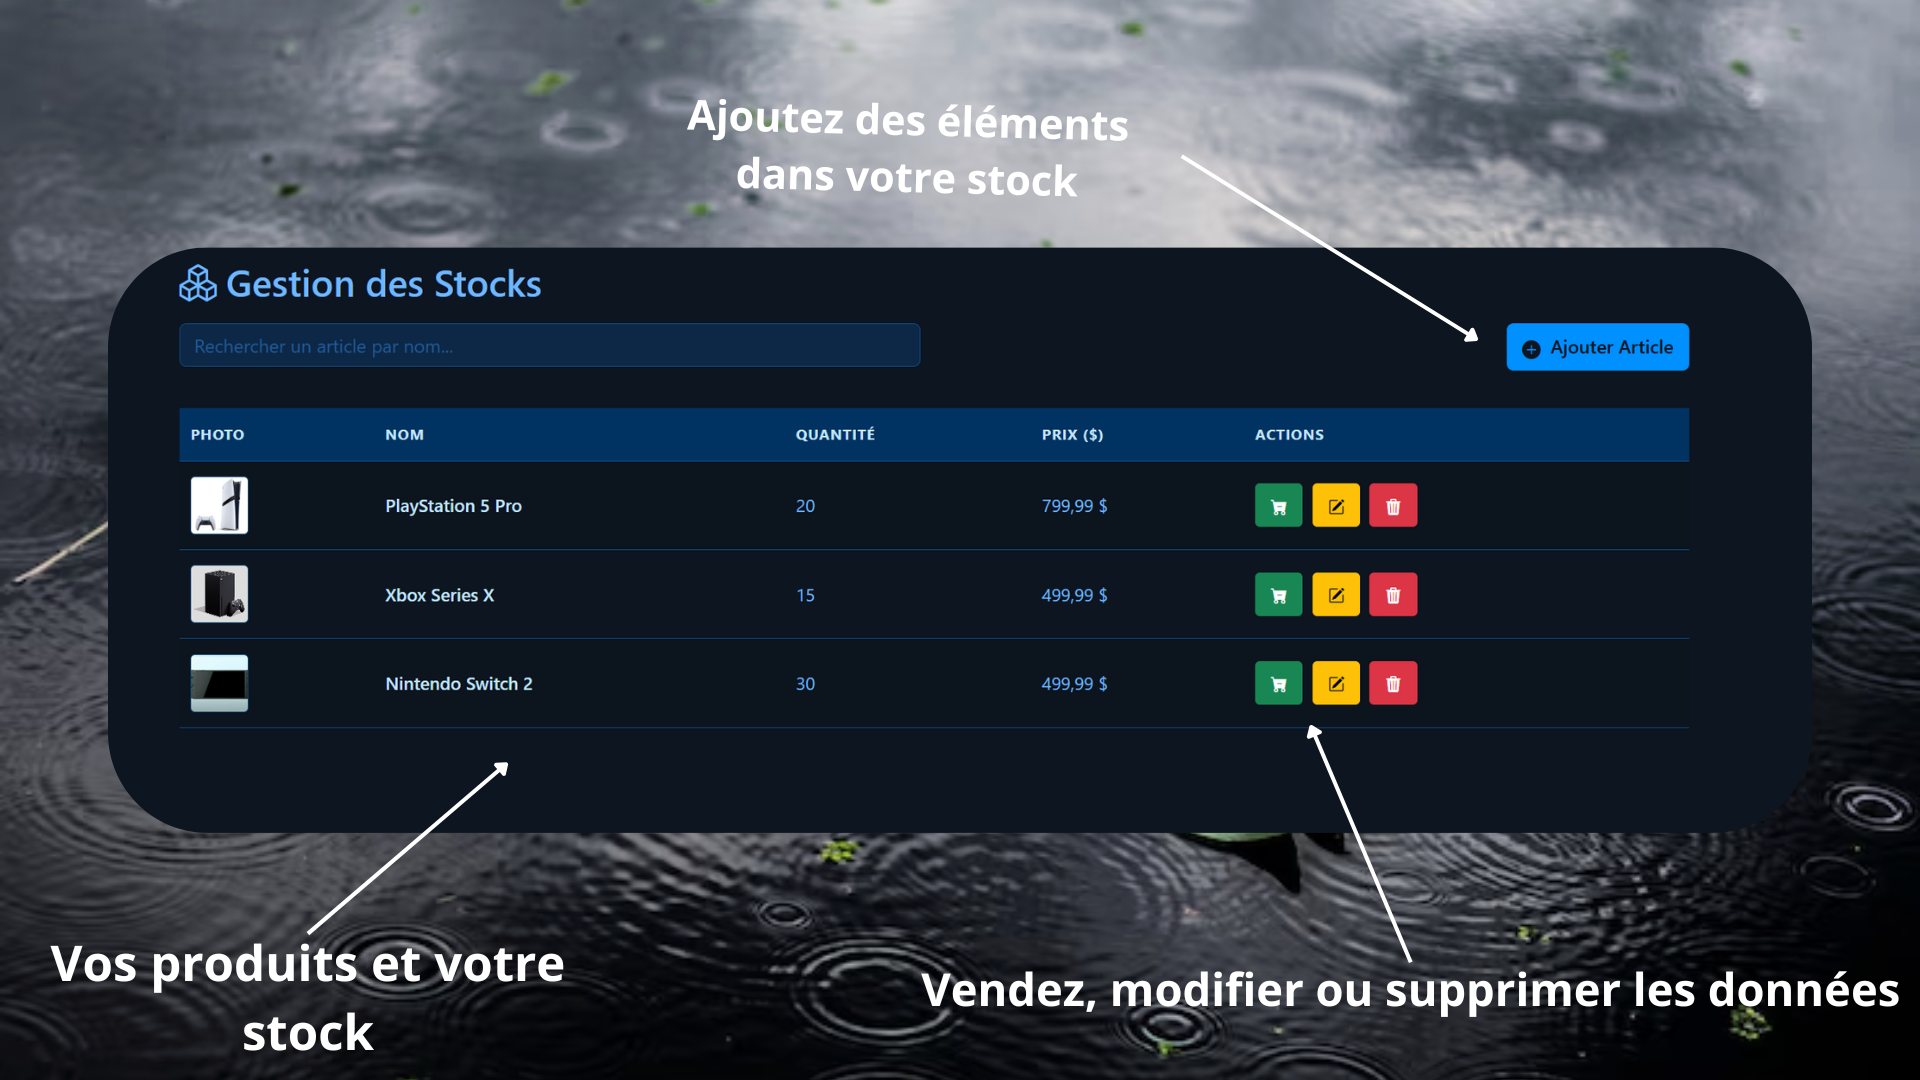 Ajoutez des éléments
dans votre stock
Gestion des Stocks
Rechercher un article par nom...
Ajouter Article
PHOTO NOM QUANTITÉ PRIX ($) ACTIONS
PlayStation 5 Pro 20 799,99 $
Xbox Series X 15 499,99 $
Nintendo Switch 2 30 499,99 $
Vos produits et votre
stock
Vendez, modifier ou supprimer les données